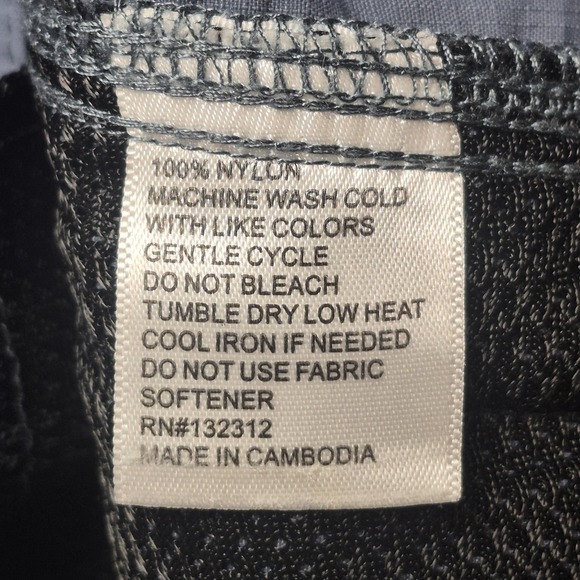 100% NYLON
MACHINE WASH COLD
WITH LIKE COLORS
GENTLE CYCLE
DO NOT BLEACH
TUMBLE DRY LOW HEAT
COOL IRON IF NEEDED
DO NOT USE FABRIC
SOFTENER
RN#132312
MADE IN CAMBODIA